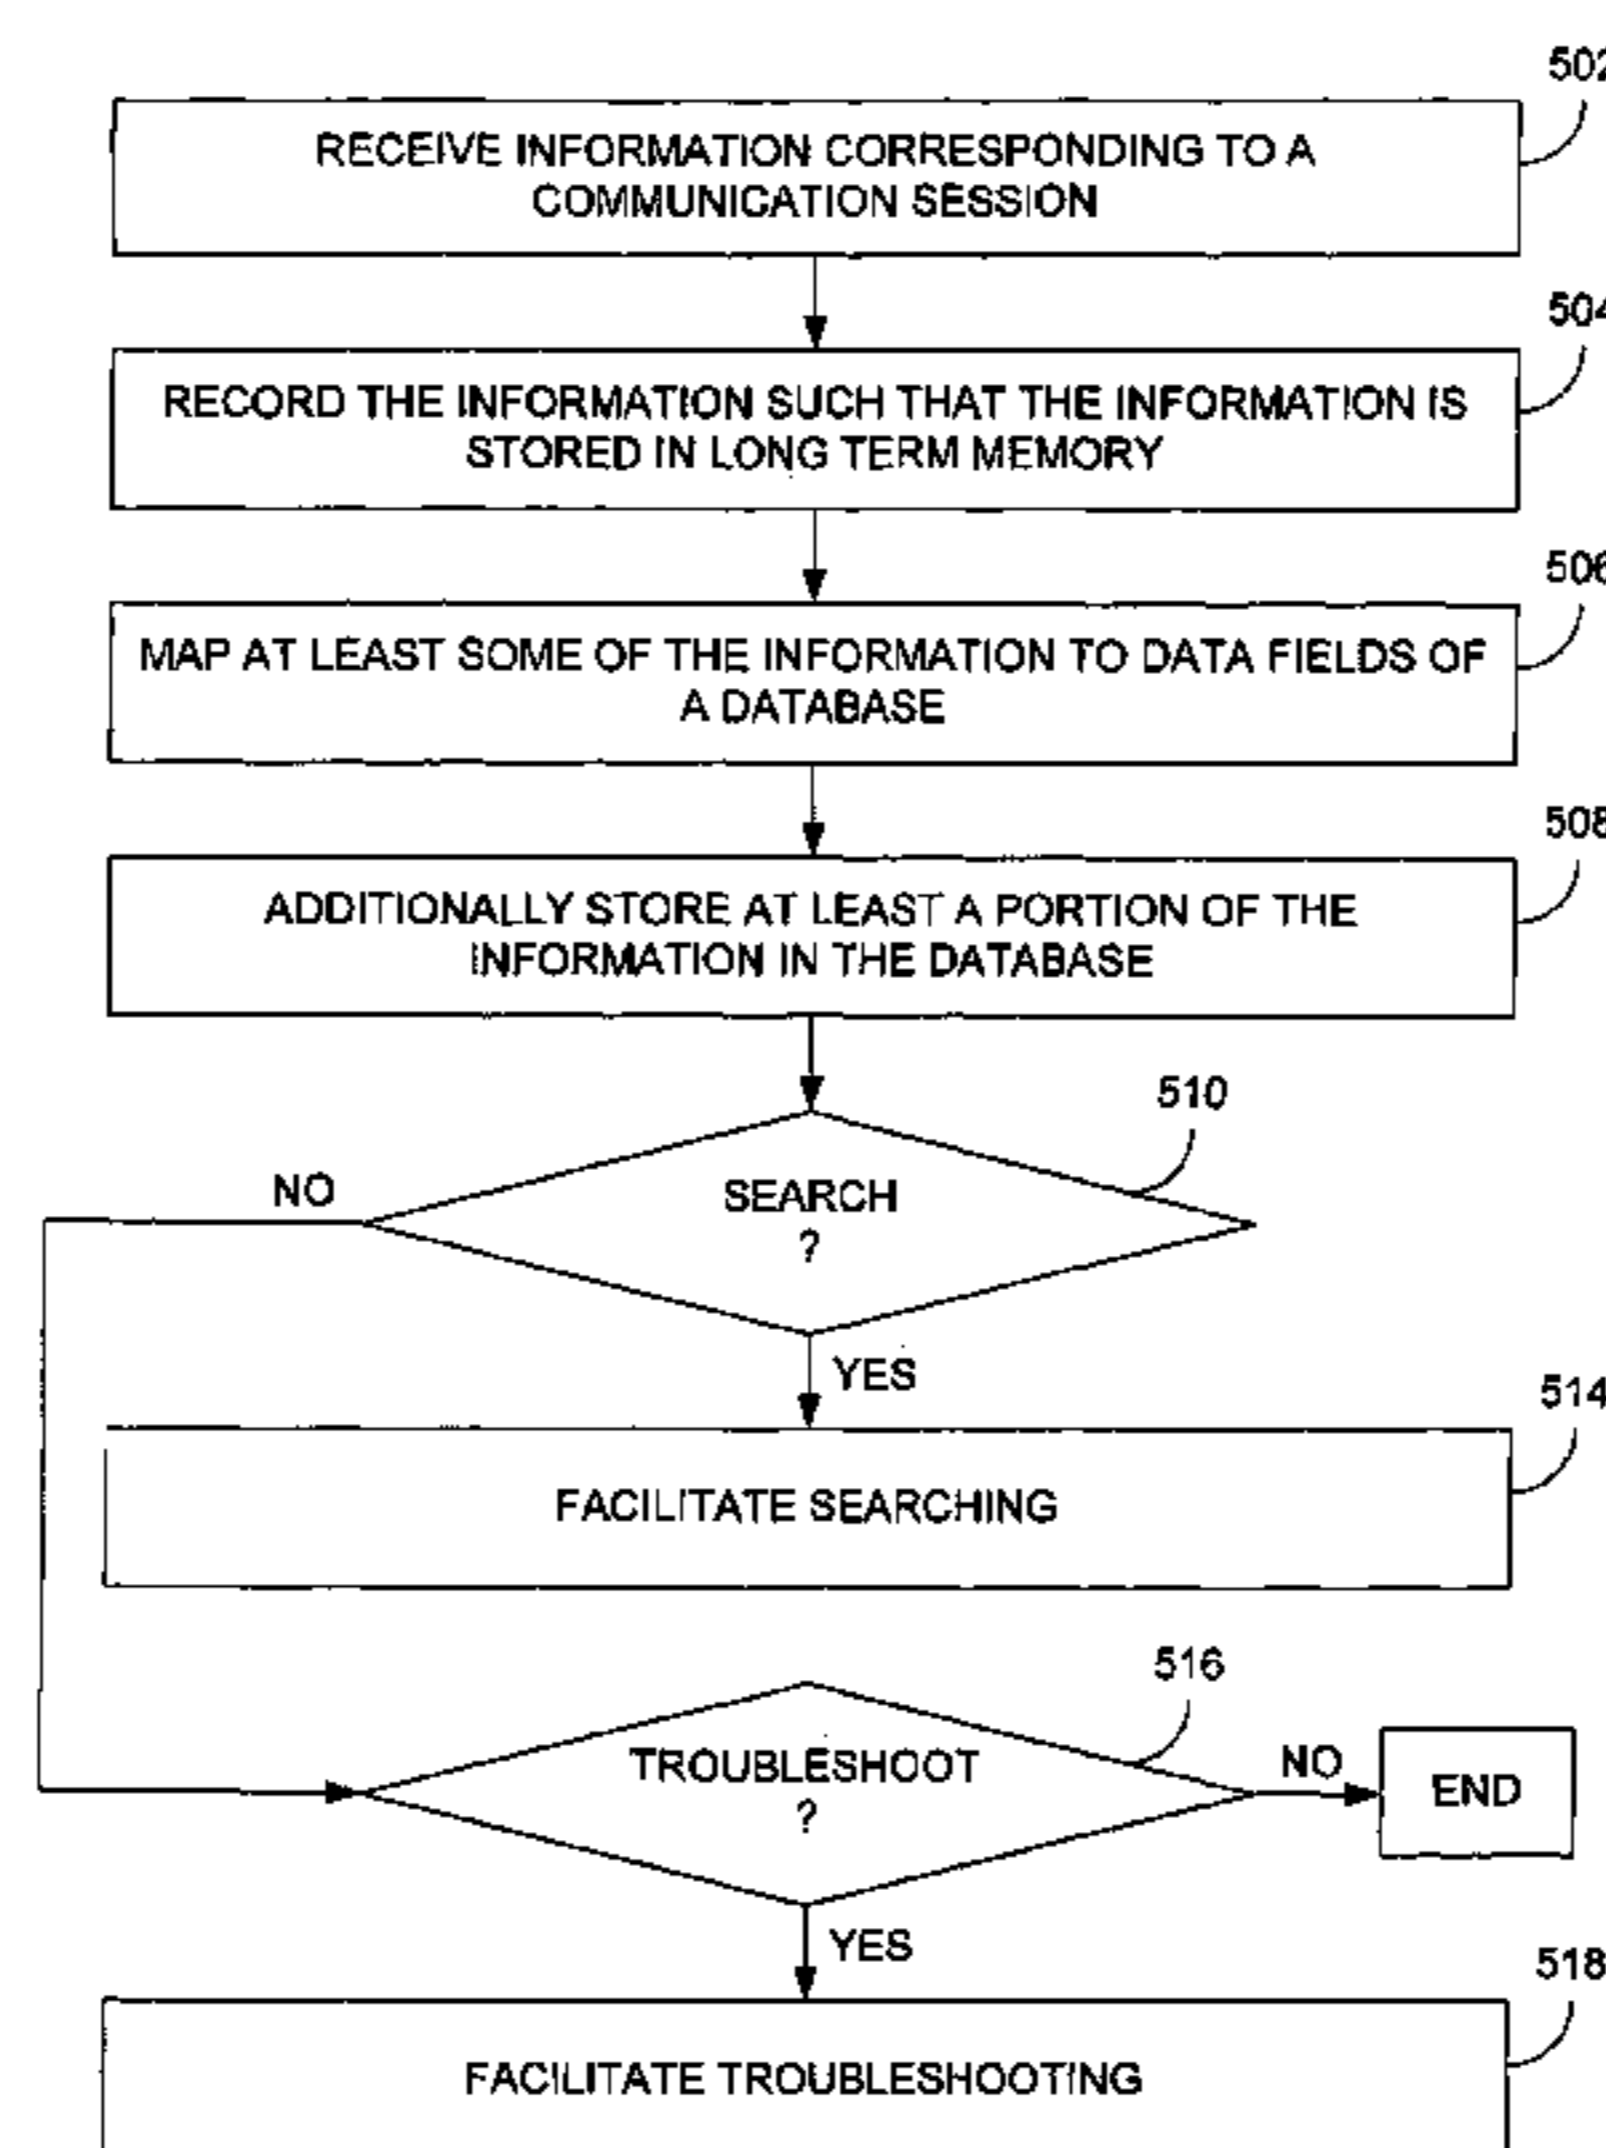 502
RECEIVE INFORMATION CORRESPONDING TO A
COMMUNICATION SESSION
504
RECORD THE INFORMATION SUCH THAT THE INFORMATION IS
STORED IN LONG TERM MEMORY
506
MAP AT LEAST SOME OF THE INFORMATION TO DATA FIELDS OF
A DATABASE
508
ADDITIONALLY STORE AT LEAST A PORTION OF THE
INFORMATION IN THE DATABASE
510
NO
SEARCH
?
YES
514
FACILITATE SEARCHING
516
TROUBLESHOOT
?
NO
END
YES
518
FACILITATE TROUBLESHOOTING